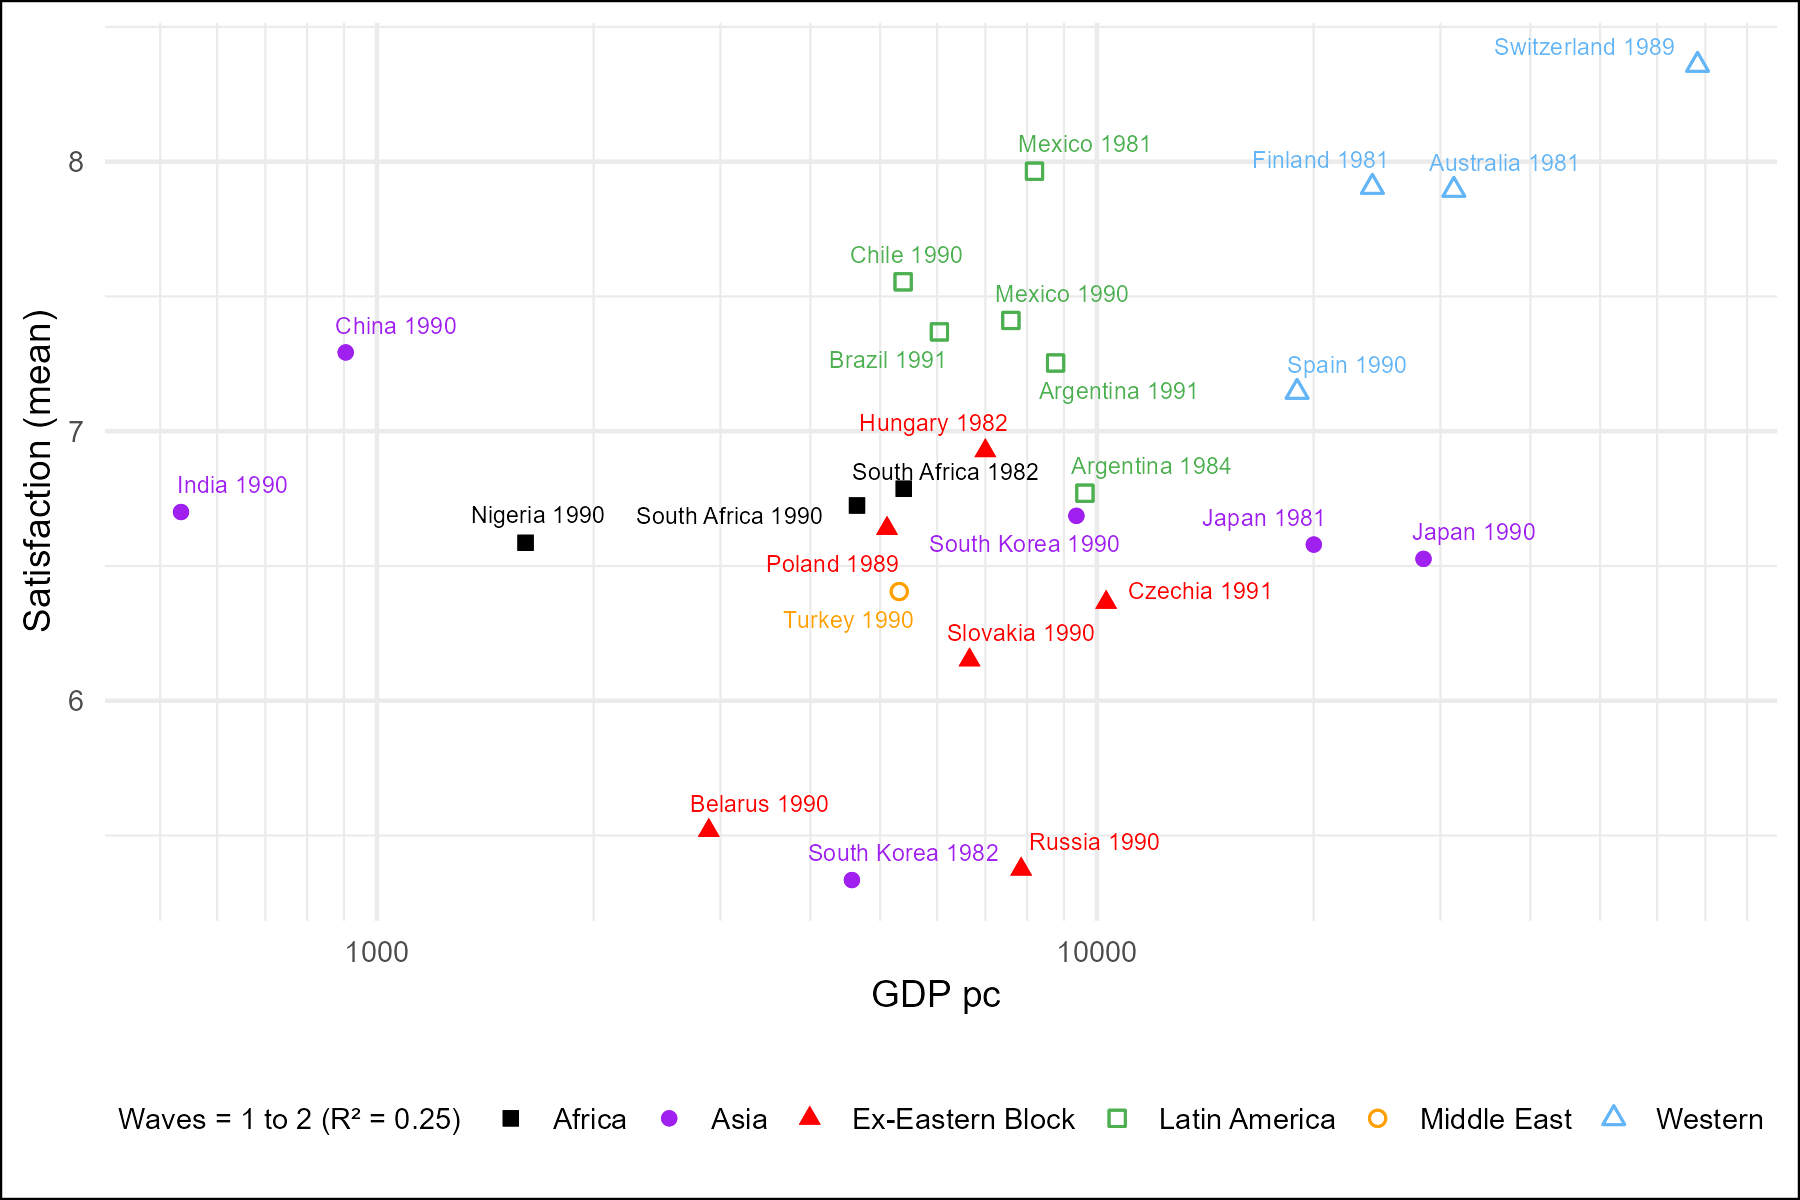 Switzerland 1989
Mexico 1981
8
Finland 1981
Australia 1981
Chile 1990
Mexico 1990
China 1990
Brazil 1991
Spain 1990
Argentina 1991
Hungary 1982
7
Argentina 1984
South Africa 1982
India 1990
Nigeria 1990
South Africa 1990
Japan 1981
Japan 1990
South Korea 1990
Poland 1989
Czechia 1991
Turkey 1990
Slovakia 1990
6
Belarus 1990
Russia 1990
South Korea 1982
Satisfaction (mean)
1000
10000
GDP pc
Waves = 1 to 2 (R² = 0.25)
Africa
Asia
Ex-Eastern Block
Latin America
Middle East
Western